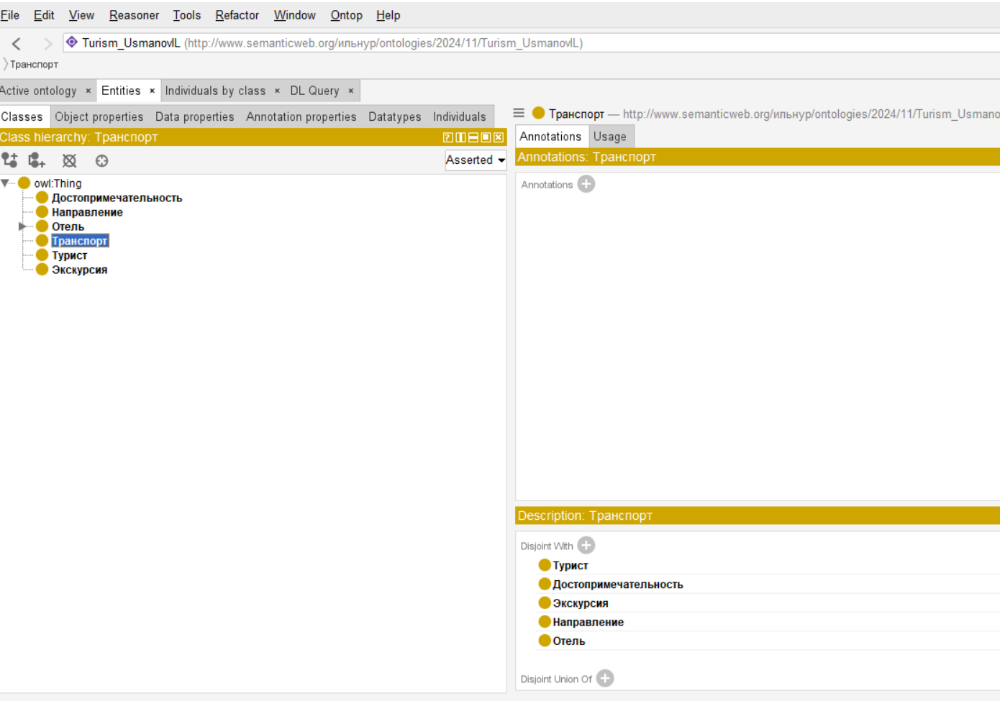 File Edit View Reasoner Tools Refactor Window Ontop Help
Turism_UsmanovIL (http://www.semanticweb.org/ильнур/ontologies/2024/11/Turism_UsmanovIL)
Транспорт
Active ontology × Entities × Individuals by class × DL Query ×
Classes Object properties Data properties Annotation properties Datatypes Individuals
Class hierarchy: Транспорт
Asserted
owl:Thing
Достопримечательность
Направление
Отель
Транспорт
Турист
Экскурсия
Транспорт — http://www.semanticweb.org/ильнур/ontologies/2024/11/Turism_Usmano
Annotations Usage
Annotations: Транспорт
Annotations
Description: Транспорт
Disjoint With
Турист
Достопримечательность
Экскурсия
Направление
Отель
Disjoint Union Of